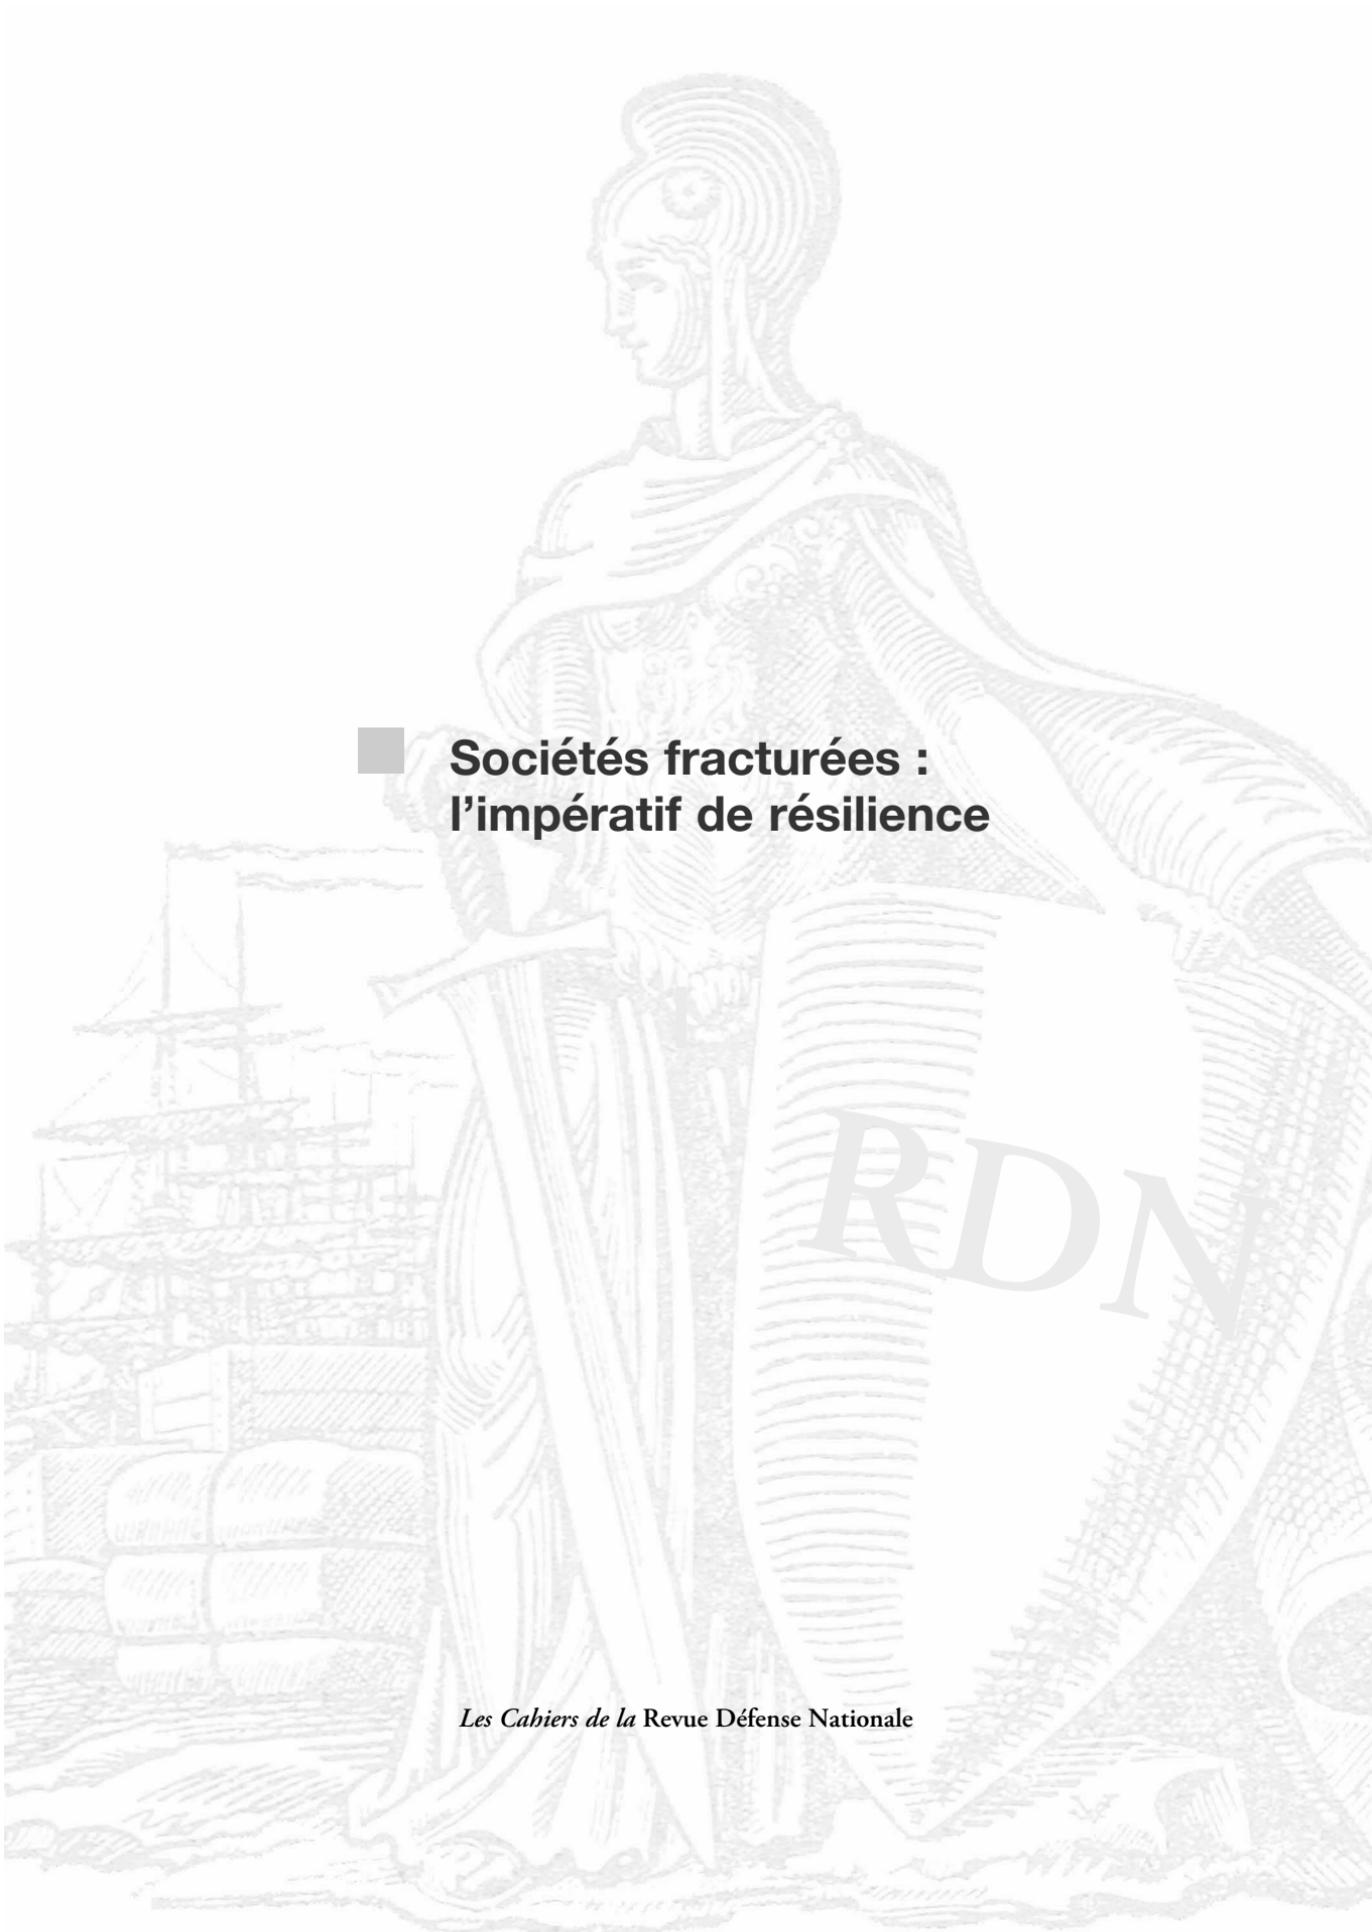 Sociétés fracturées :
l’impératif de résilience
RDN
Les Cahiers de la Revue Défense Nationale